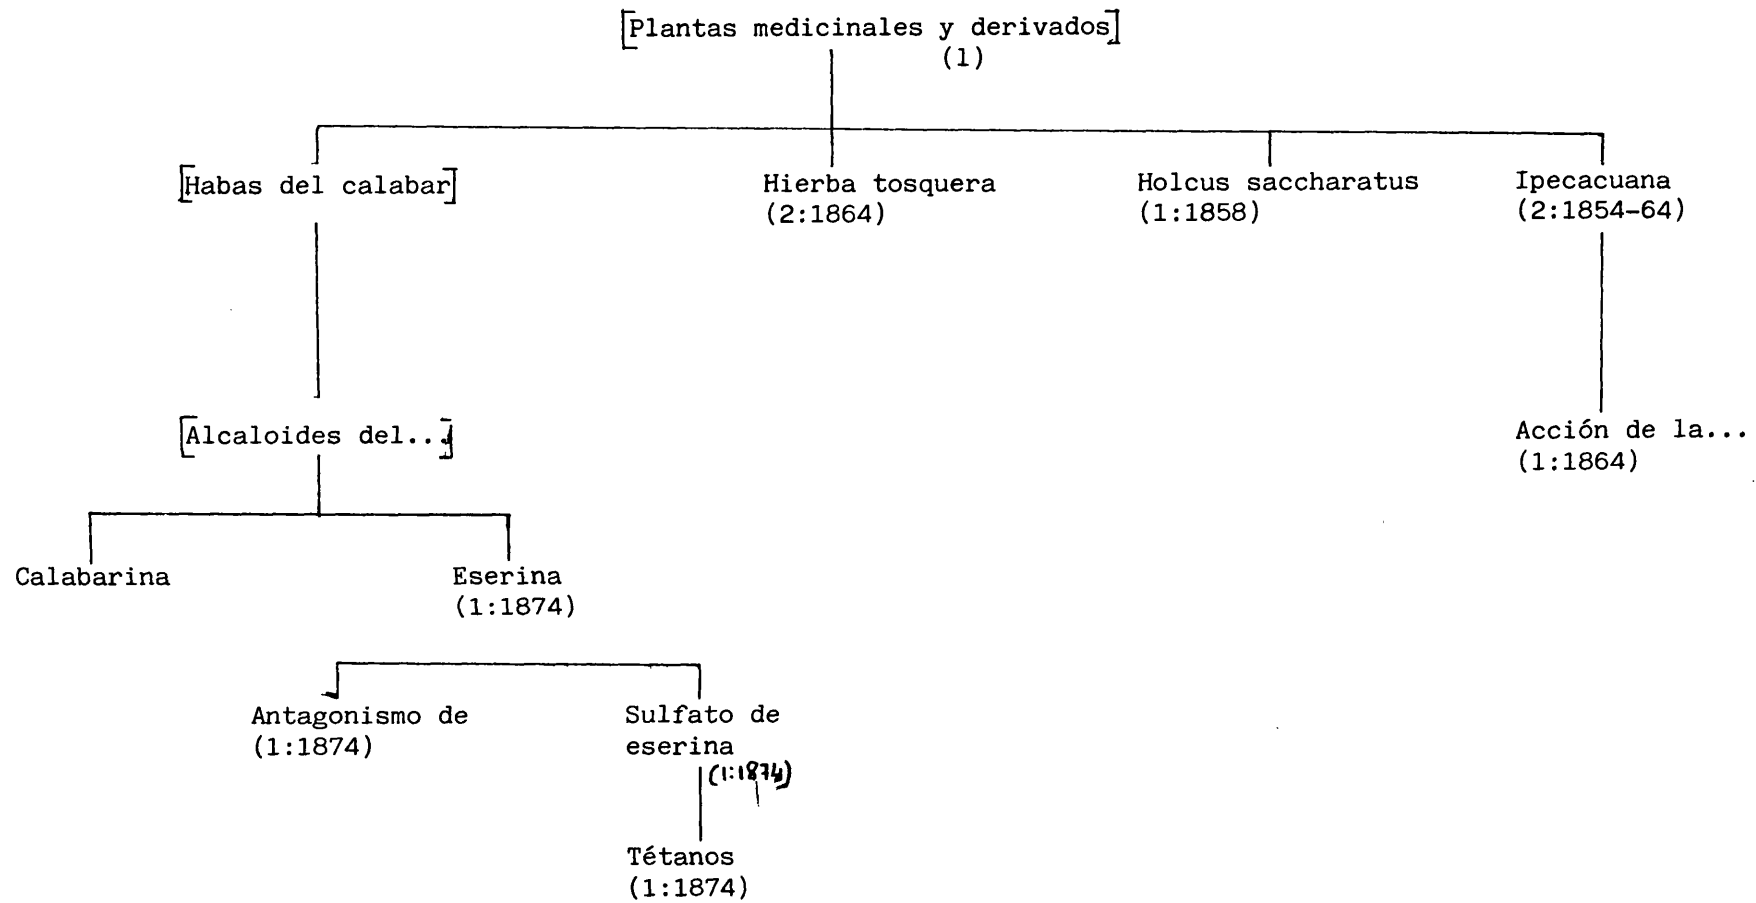 [Plantas medicinales y derivados]
(1)
[Habas del calabar]
Hierba tosquera
(2:1864)
Holcus saccharatus
(1:1858)
Ipecacuana
(2:1854-64)
[Alcaloides del...]
Acción de la...
(1:1864)
Calabarina
Eserina
(1:1874)
Antagonismo de
(1:1874)
Sulfato de
eserina
(1:1874)
Tétanos
(1:1874)